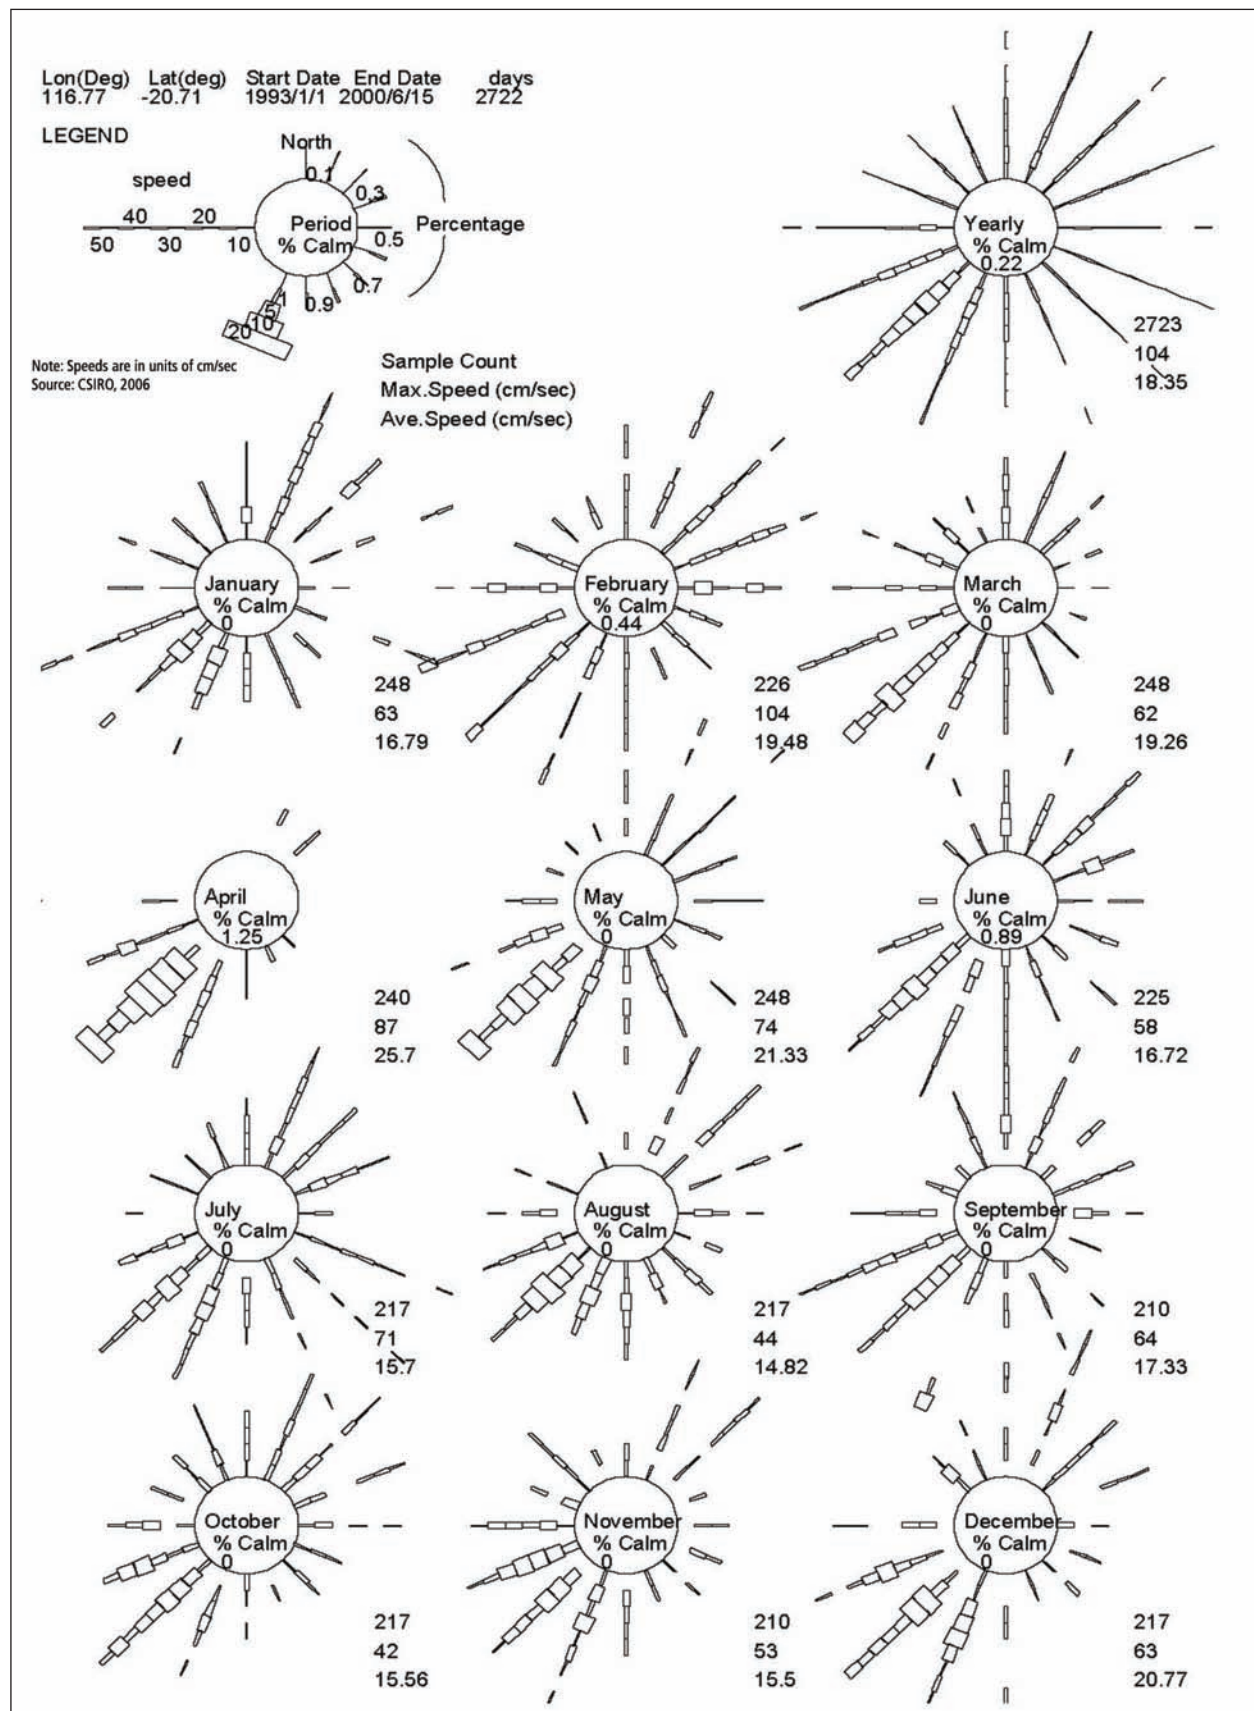 Lon(Deg) Lat(deg) Start Date End Date days
116.77 -20.71 1993/1/1 2000/6/15 2722
LEGEND
North
speed
0.1
0.3
40 20
Period
Percentage
50 30 10
% Calm
0.5
0.7
0.9
1
5
10
20
Note: Speeds are in units of cm/sec
Source: CSIRO, 2006
Sample Count
Max.Speed (cm/sec)
Ave.Speed (cm/sec)
Yearly
% Calm
0.22
2723
104
18.35
January
% Calm
0
248
63
16.79
February
% Calm
0.44
226
104
19.48
March
% Calm
0
248
62
19.26
April
% Calm
1.25
240
87
25.7
May
% Calm
0
248
74
21.33
June
% Calm
0.89
225
58
16.72
July
% Calm
0
217
71
15.7
August
% Calm
0
217
44
14.82
September
% Calm
0
210
64
17.33
October
% Calm
0
217
42
15.56
November
% Calm
0
210
53
15.5
December
% Calm
0
217
63
20.77